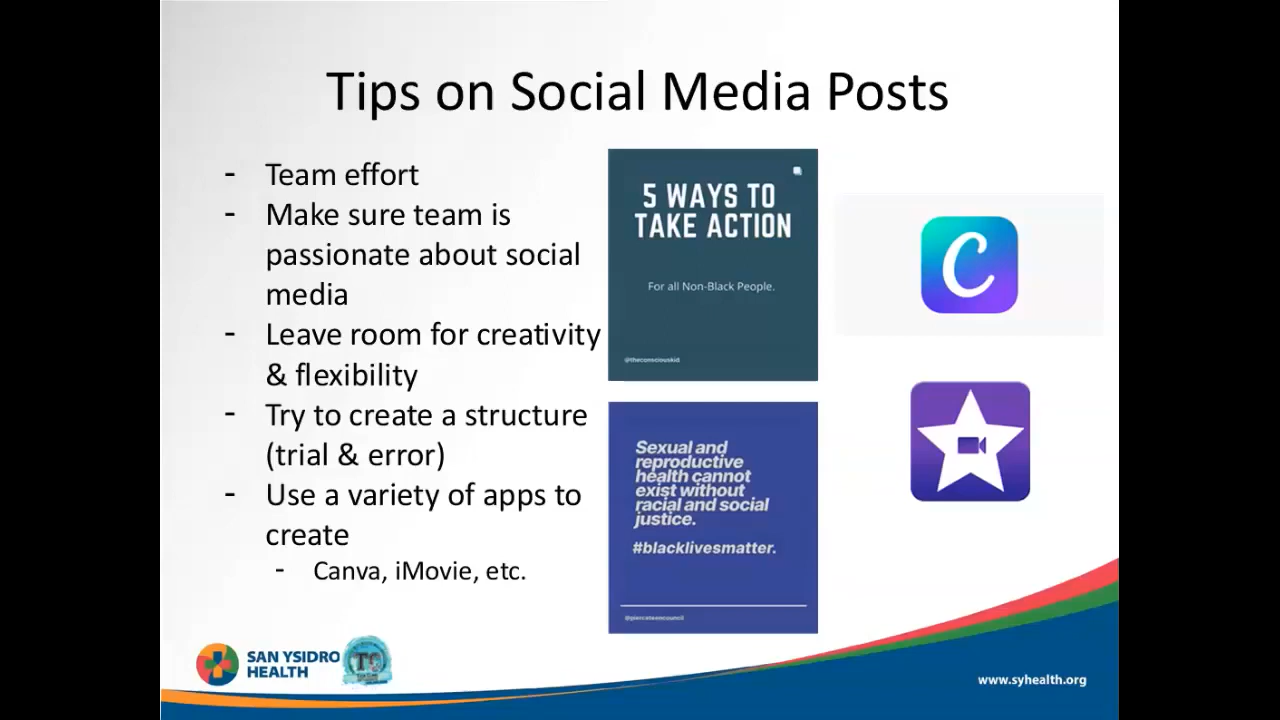 Tips on Social Media Posts
- Team effort
- Make sure team is
passionate about social
media
- Leave room for creativity
& flexibility
- Try to create a structure
(trial & error)
- Use a variety of apps to
create
- Canva, iMovie, etc.
5 WAYS TO
TAKE ACTION
For all Non-Black People.
@theconsciouskid
Sexual and
reproductive
health cannot
exist without
racial and social
justice.
#blacklivesmatter.
@pierceteencouncil
C
SAN YSIDRO
HEALTH
TC
www.syhealth.org